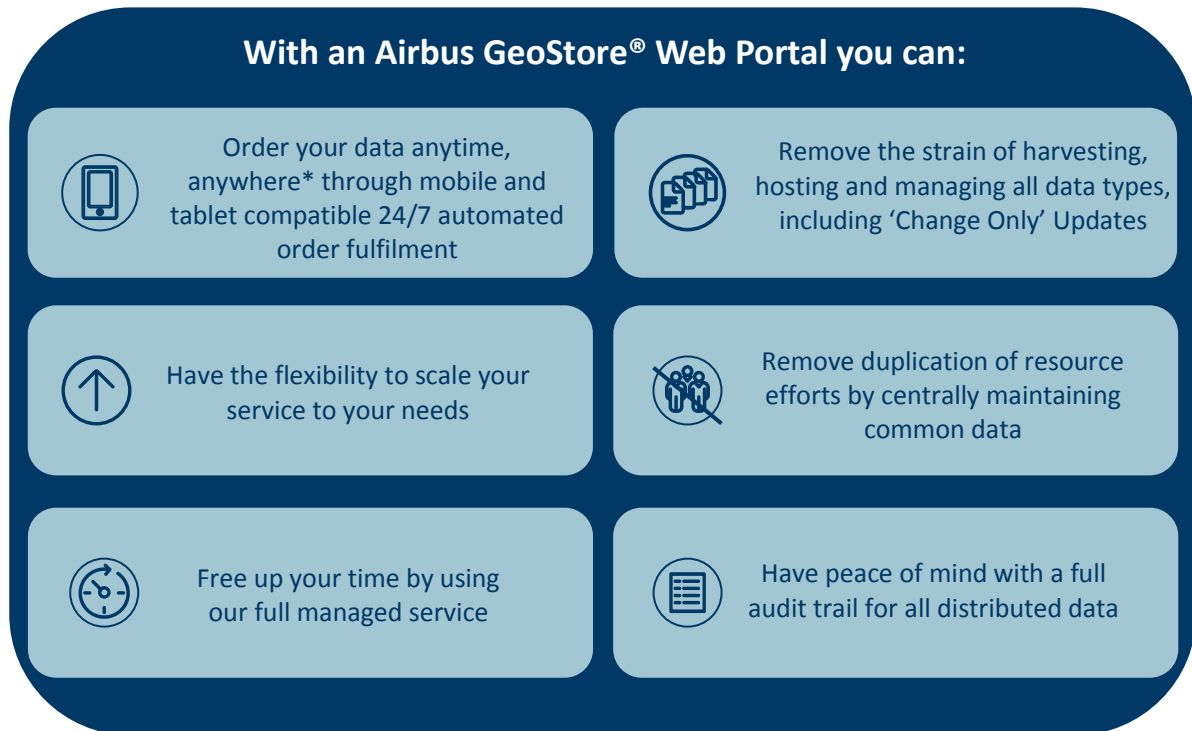 With an Airbus GeoStore® Web Portal you can:
Order your data anytime,
anywhere* through mobile and
tablet compatible 24/7 automated
order fulfilment
Remove the strain of harvesting,
hosting and managing all data types,
including ‘Change Only’ Updates
Have the flexibility to scale your
service to your needs
Remove duplication of resource
efforts by centrally maintaining
common data
Free up your time by using
our full managed service
Have peace of mind with a full
audit trail for all distributed data